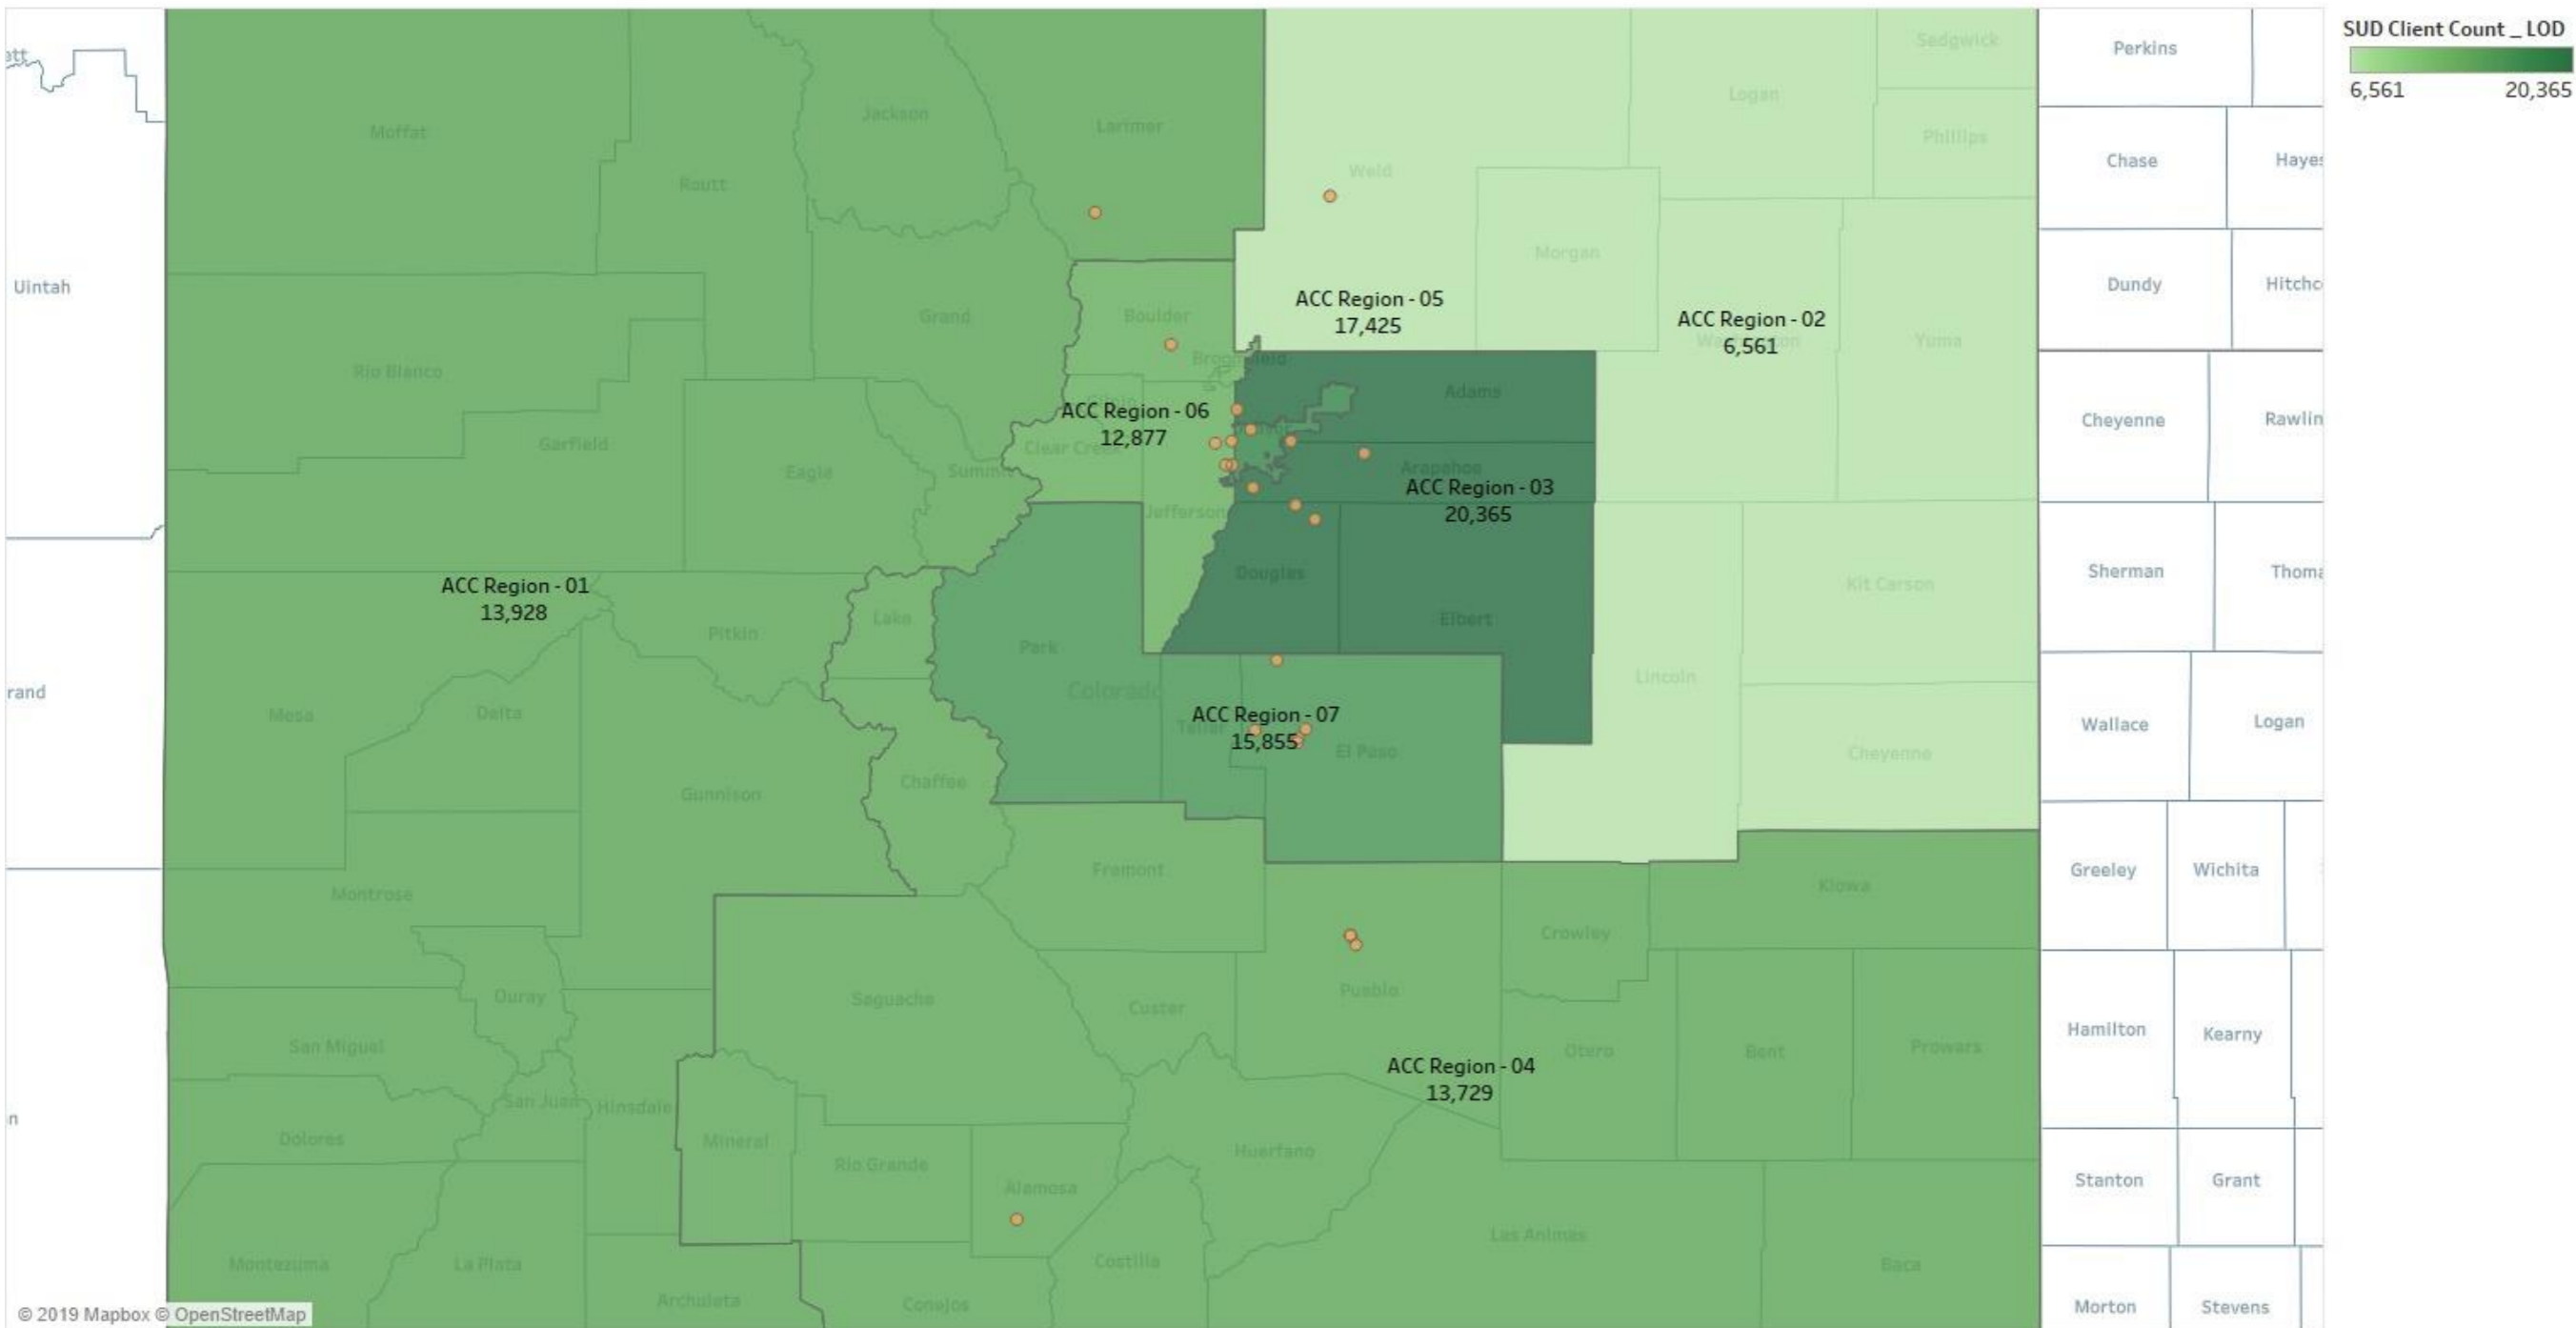 SUD Client Count _ LOD
6,561 20,365
Perkins
Sedgwick
Logan
Jackson
Larimer
Moffat
Phillips
Chase
Weld
Routt
Morgan
Uintah
Dundy
ACC Region - 05
17,425
Grand
Boulder
ACC Region - 02
6,561
Yuma
Rio Blanco
Adams
ACC Region - 06
12,877
Cheyenne
Garfield
Clear Creek
Eagle
Arapahoe
ACC Region - 03
20,365
Jefferson
Douglas
Sherman
ACC Region - 01
13,928
Kit Carson
Lake
Elbert
Pitkin
Park
Lincoln
Colorado
rand
Mesa
Delta
ACC Region - 07
15,855
Teller
El Paso
Wallace
Logan
Cheyenne
Chaffee
Gunnison
Fremont
Greeley
Wichita
Kiowa
Montrose
Crowley
Ouray
Saguache
Pueblo
Custer
Hamilton
Kearny
San Miguel
Otero
Bent
Prowers
ACC Region - 04
13,729
San Juan
Hinsdale
Dolores
Mineral
Huerfano
Rio Grande
Alamosa
Stanton
Grant
Las Animas
Montezuma
La Plata
Costilla
Baca
Archuleta
Conejos
Morton
Stevens
© 2019 Mapbox © OpenStreetMap